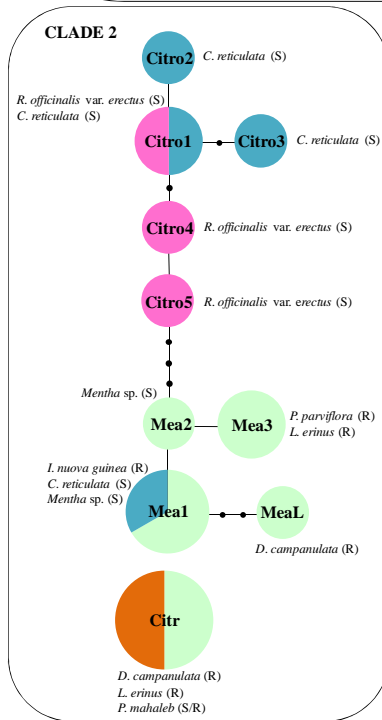 CLADE 2
Citro2
C. reticulata (S)
R. officinalis var. erectus (S)
C. reticulata (S)
Citro1
Citro3
C. reticulata (S)
Citro4
R. officinalis var. erectus (S)
Citro5
R. officinalis var. erectus (S)
Mentha sp. (S)
Mea2
Mea3
P. parviflora (R)
L. erinus (R)
I. nuova guinea (R)
C. reticulata (S)
Mentha sp. (S)
Mea1
MeaL
D. campanulata (R)
Citr
D. campanulata (R)
L. erinus (R)
P. mahaleb (S/R)